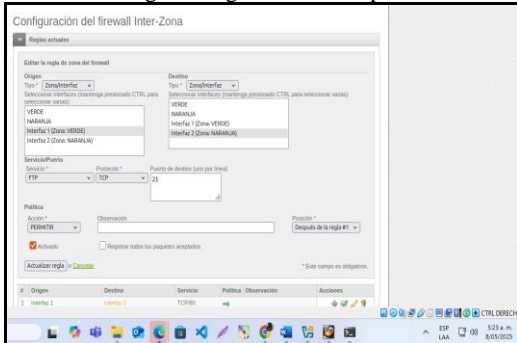 Configuración del firewall Inter-Zona
Reglas actuales
Editar la regla de zona del firewall
Origen
Destino
Tipo * Zona/Interfaz
Tipo * Zona/Interfaz
Seleccionar interfaces (mantenga presionado CTRL para seleccionar varias):
Seleccionar interfaces (mantenga presionado CTRL para seleccionar varias):
VERDE
NARANJA
Interfaz 1 (Zona: VERDE)
Interfaz 2 (Zona: NARANJA)
VERDE
NARANJA
Interfaz 1 (Zona: VERDE)
Interfaz 2 (Zona: NARANJA)
Servicio/Puerto
Servicio * Protocolo * Puerto de destino (uno por línea)
FTP TCP 21
Política
Acción * Observación Posición *
PERMITIR Después de la regla #1
Activado Registrar todos los paquetes aceptados
Actualizar regla o Cancelar * Este campo es obligatorio.
# Origen Destino Servicio Política Observación Acciones
1 Interfaz 1 Interfaz 2 TCP/80
CTRL DERECH
ESP 5:23 a. m.
LAA 8/05/2025